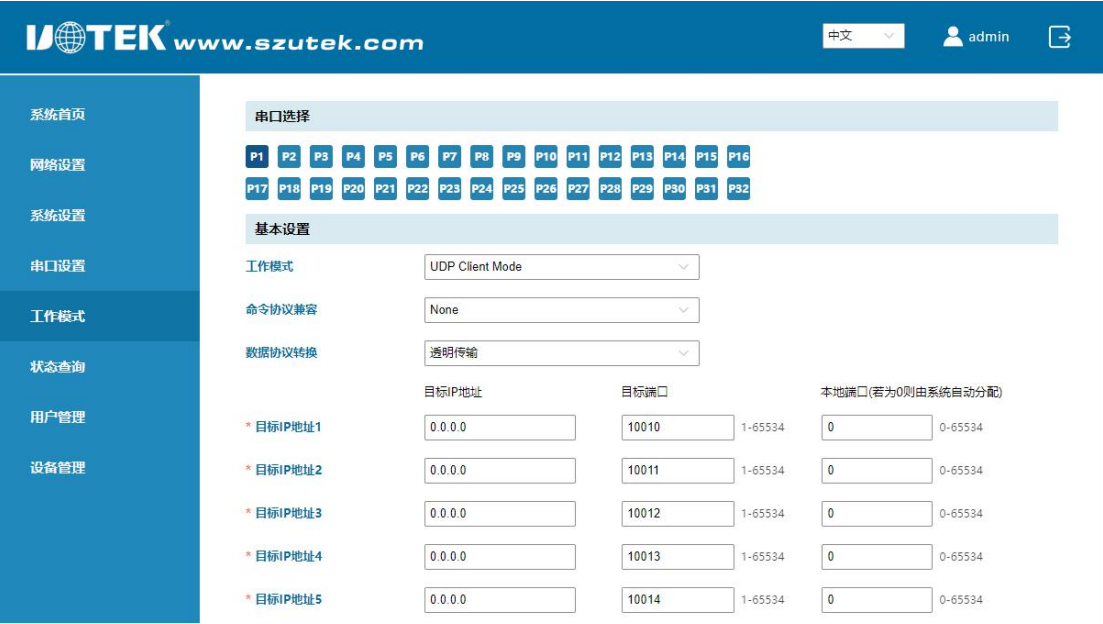 UOTEK® www.szutek.com
中文
admin
系统首页
网络设置
系统设置
串口设置
工作模式
状态查询
用户管理
设备管理
串口选择
P1 P2 P3 P4 P5 P6 P7 P8 P9 P10 P11 P12 P13 P14 P15 P16
P17 P18 P19 P20 P21 P22 P23 P24 P25 P26 P27 P28 P29 P30 P31 P32
基本设置
工作模式 UDP Client Mode
命令协议兼容 None
数据协议转换 透明传输
目标IP地址 目标端口 本地端口(若为0则由系统自动分配)
* 目标IP地址1 0.0.0.0 10010 1-65534 0 0-65534
* 目标IP地址2 0.0.0.0 10011 1-65534 0 0-65534
* 目标IP地址3 0.0.0.0 10012 1-65534 0 0-65534
* 目标IP地址4 0.0.0.0 10013 1-65534 0 0-65534
* 目标IP地址5 0.0.0.0 10014 1-65534 0 0-65534